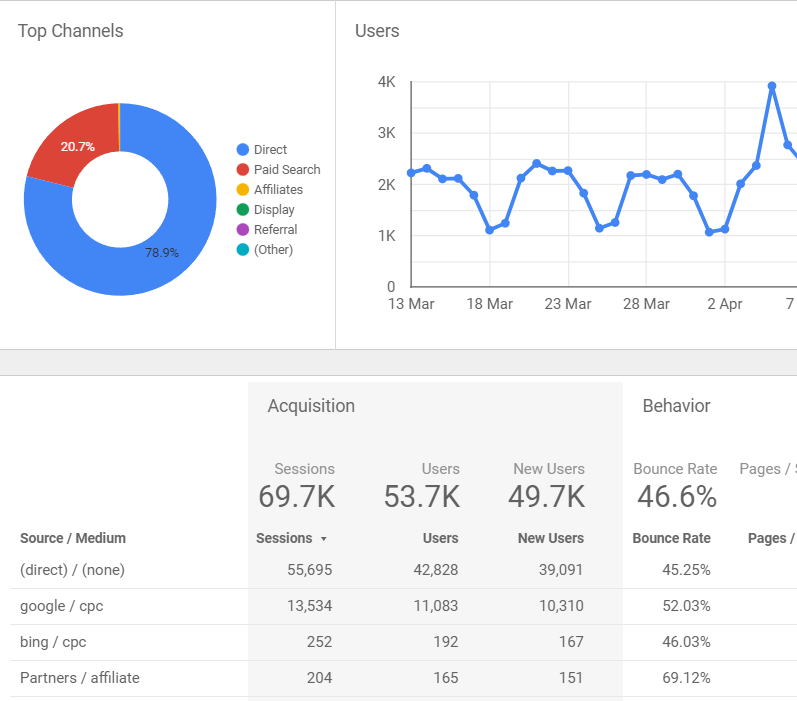 Top Channels
20.7%
78.9%
Direct
Paid Search
Affiliates
Display
Referral
(Other)
Users
4K
3K
2K
1K
0
13 Mar 18 Mar 23 Mar 28 Mar 2 Apr 7
Acquisition Behavior
Sessions Users New Users Bounce Rate Pages /
69.7K 53.7K 49.7K 46.6%
Source / Medium Sessions Users New Users Bounce Rate Pages /
(direct) / (none) 55,695 42,828 39,091 45.25%
google / cpc 13,534 11,083 10,310 52.03%
bing / cpc 252 192 167 46.03%
Partners / affiliate 204 165 151 69.12%